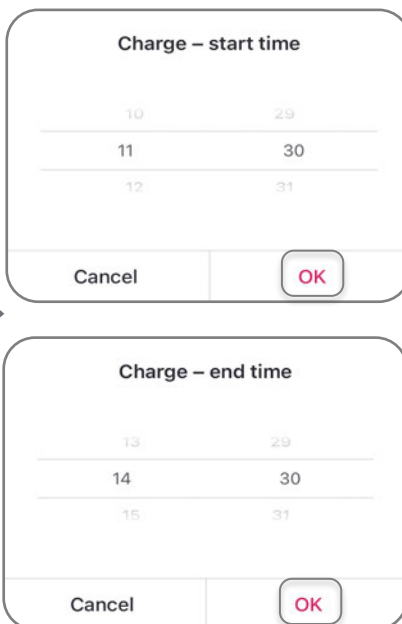 Charge – start time
10 29
11 30
12 31
Cancel OK
Charge – end time
13 29
14 30
15 31
Cancel OK